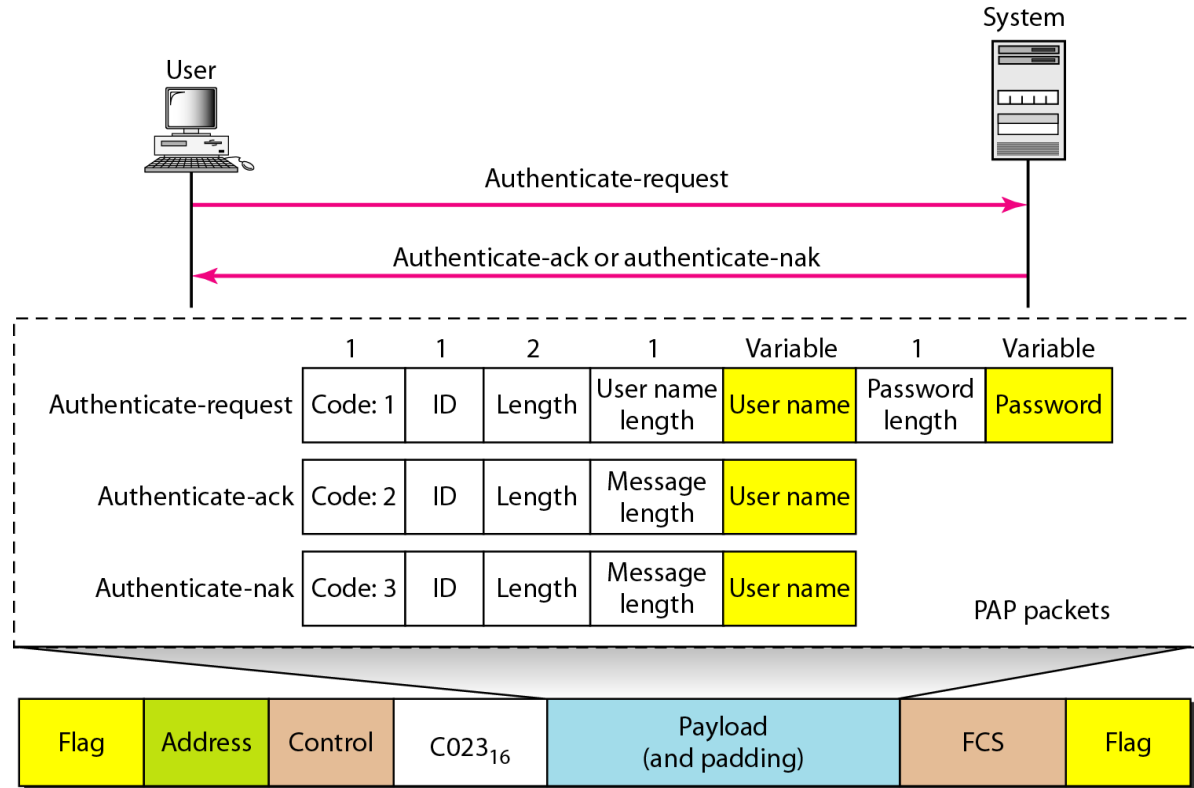 System
User
Authenticate-request
Authenticate-ack or authenticate-nak
1 1 2 1 Variable 1 Variable
Authenticate-request Code: 1 ID Length User name length User name Password length Password
Authenticate-ack Code: 2 ID Length Message length User name
Authenticate-nak Code: 3 ID Length Message length User name
PAP packets
Flag Address Control C023₁₆ Payload (and padding) FCS Flag